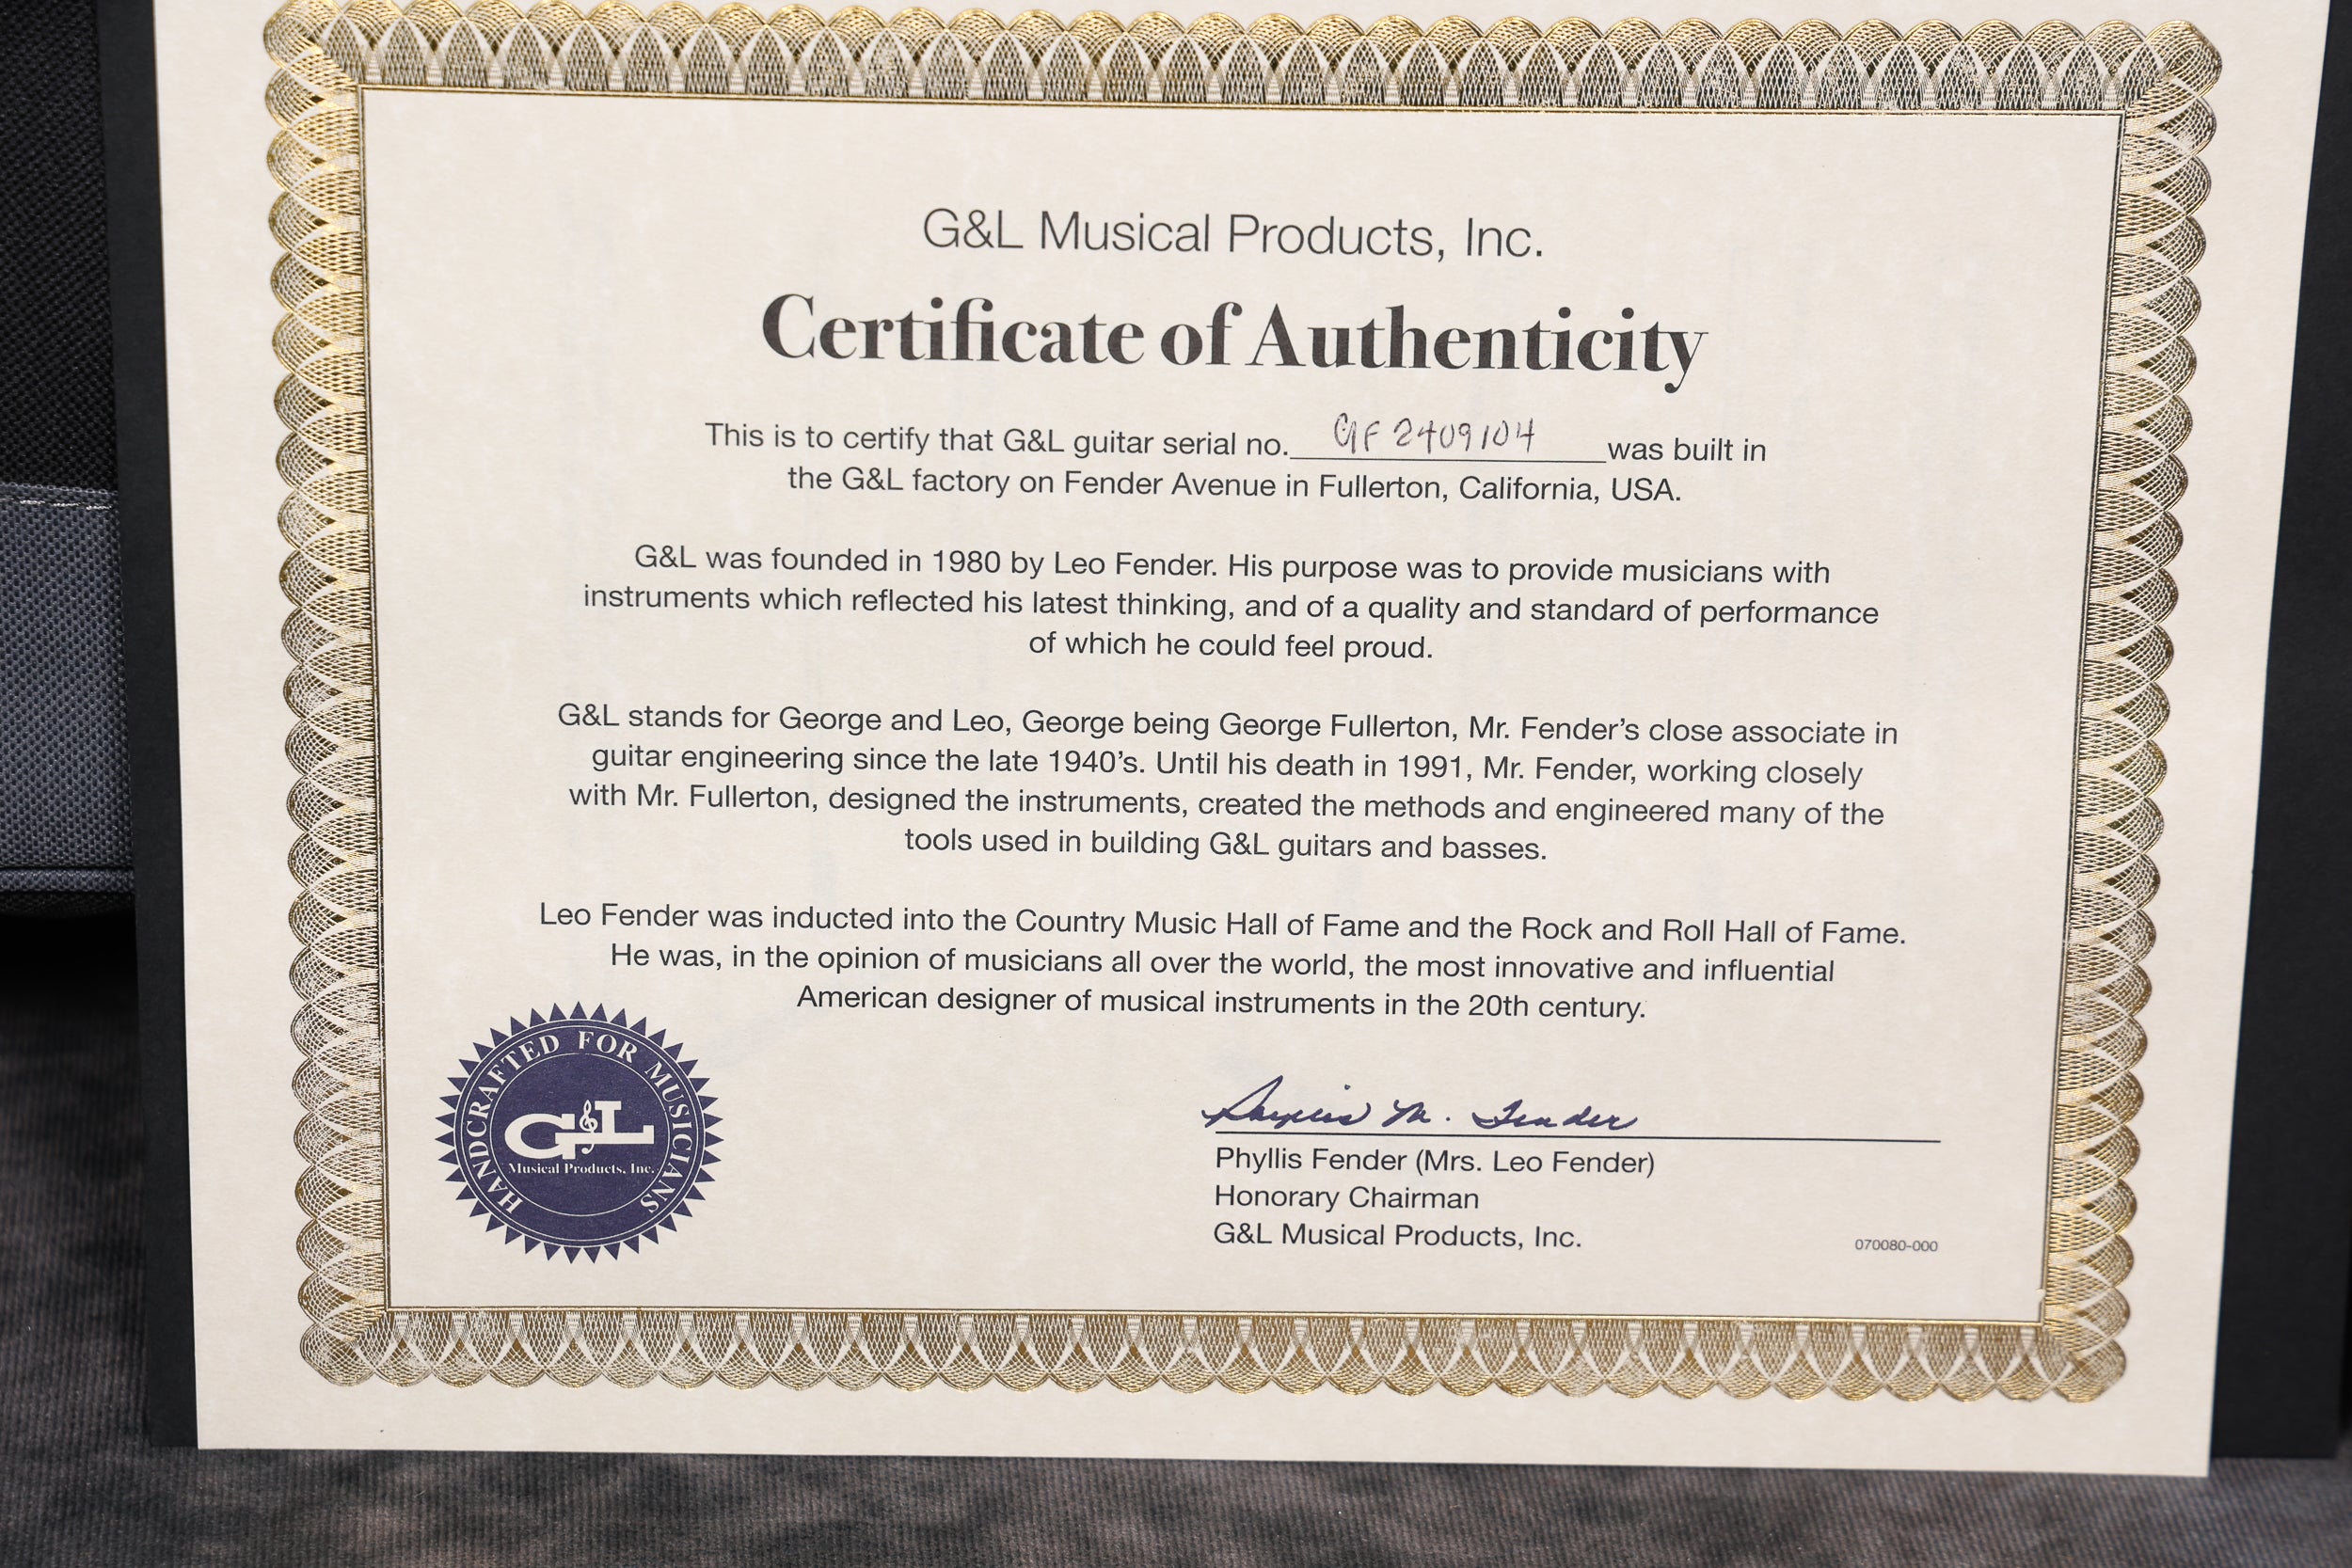 G&L Musical Products, Inc.
Certificate of Authenticity
This is to certify that G&L guitar serial no. GF2409104 was built in
the G&L factory on Fender Avenue in Fullerton, California, USA.
G&L was founded in 1980 by Leo Fender. His purpose was to provide musicians with
instruments which reflected his latest thinking, and of a quality and standard of performance
of which he could feel proud.
G&L stands for George and Leo, George being George Fullerton, Mr. Fender's close associate in
guitar engineering since the late 1940's. Until his death in 1991, Mr. Fender, working closely
with Mr. Fullerton, designed the instruments, created the methods and engineered many of the
tools used in building G&L guitars and basses.
Leo Fender was inducted into the Country Music Hall of Fame and the Rock and Roll Hall of Fame.
He was, in the opinion of musicians all over the world, the most innovative and influential
American designer of musical instruments in the 20th century.
HANDCRAFTED FOR MUSICIANS
G&L
Musical Products, Inc.
Phyllis M. Fender
Phyllis Fender (Mrs. Leo Fender)
Honorary Chairman
G&L Musical Products, Inc.
070080-000